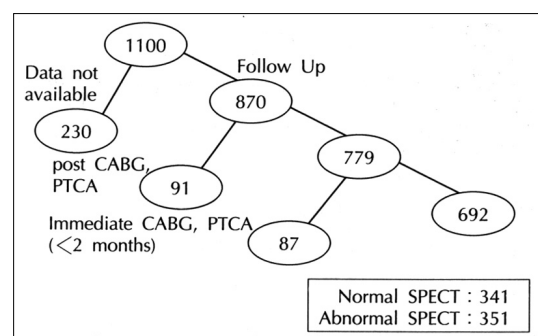 1100
Data not
available
Follow Up
870
230
post CABG,
PTCA
91
779
Immediate CABG, PTCA
(<2 months)
87
692
Normal SPECT : 341
Abnormal SPECT : 351